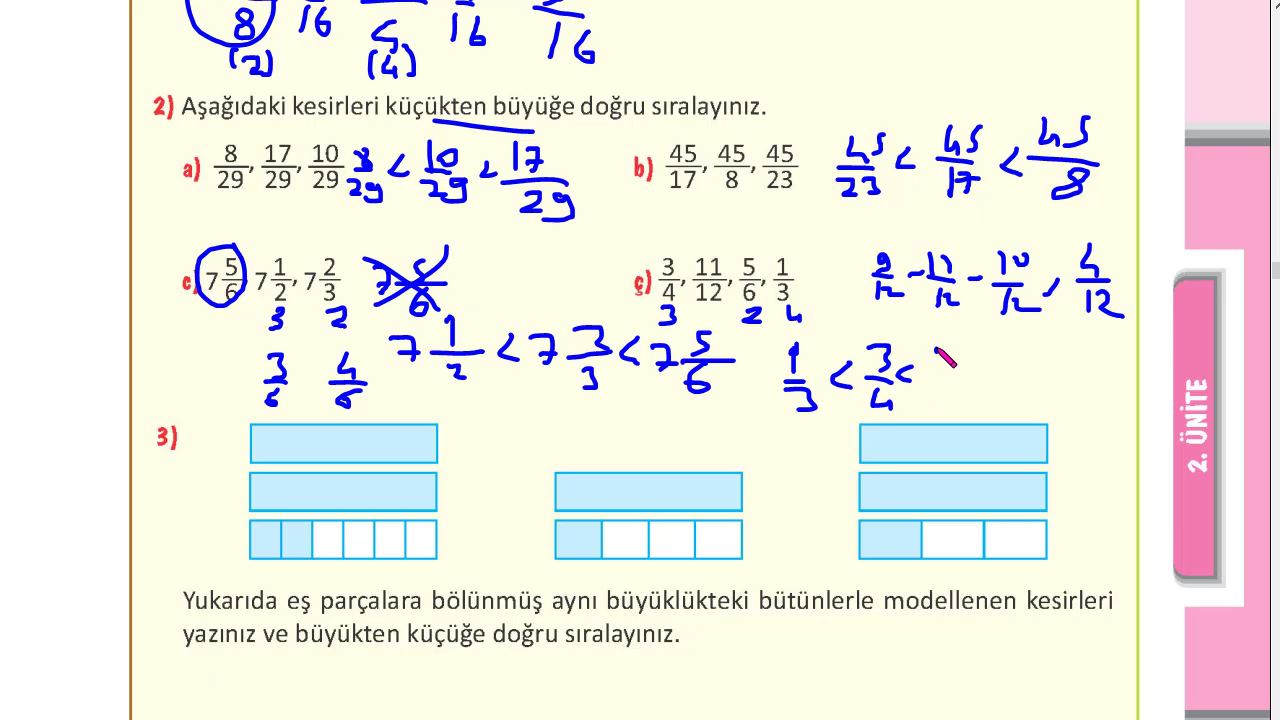 8 16 5 16 16
(2) (4)
2) Aşağıdaki kesirleri küçükten büyüğe doğru sıralayınız.
a) 8/29, 17/29, 10/29 8/29 < 10/29 < 17/29
b) 45/17, 45/8, 45/23 45/23 < 45/17 < 45/8
c) 7 5/6, 7 1/2, 7 2/3
3 2
3/6 4/6 7 1/2 < 7 3/3 < 7 5/6
ç) 3/4, 11/12, 5/6, 1/3 9/12 - 11/12 - 10/12, 4/12
3 2 4
1/3 < 3/4 <
3)
Yukarıda eş parçalara bölünmüş aynı büyüklükteki bütünlerle modellenen kesirleri
yazınız ve büyükten küçüğe doğru sıralayınız.
2. ÜNİTE